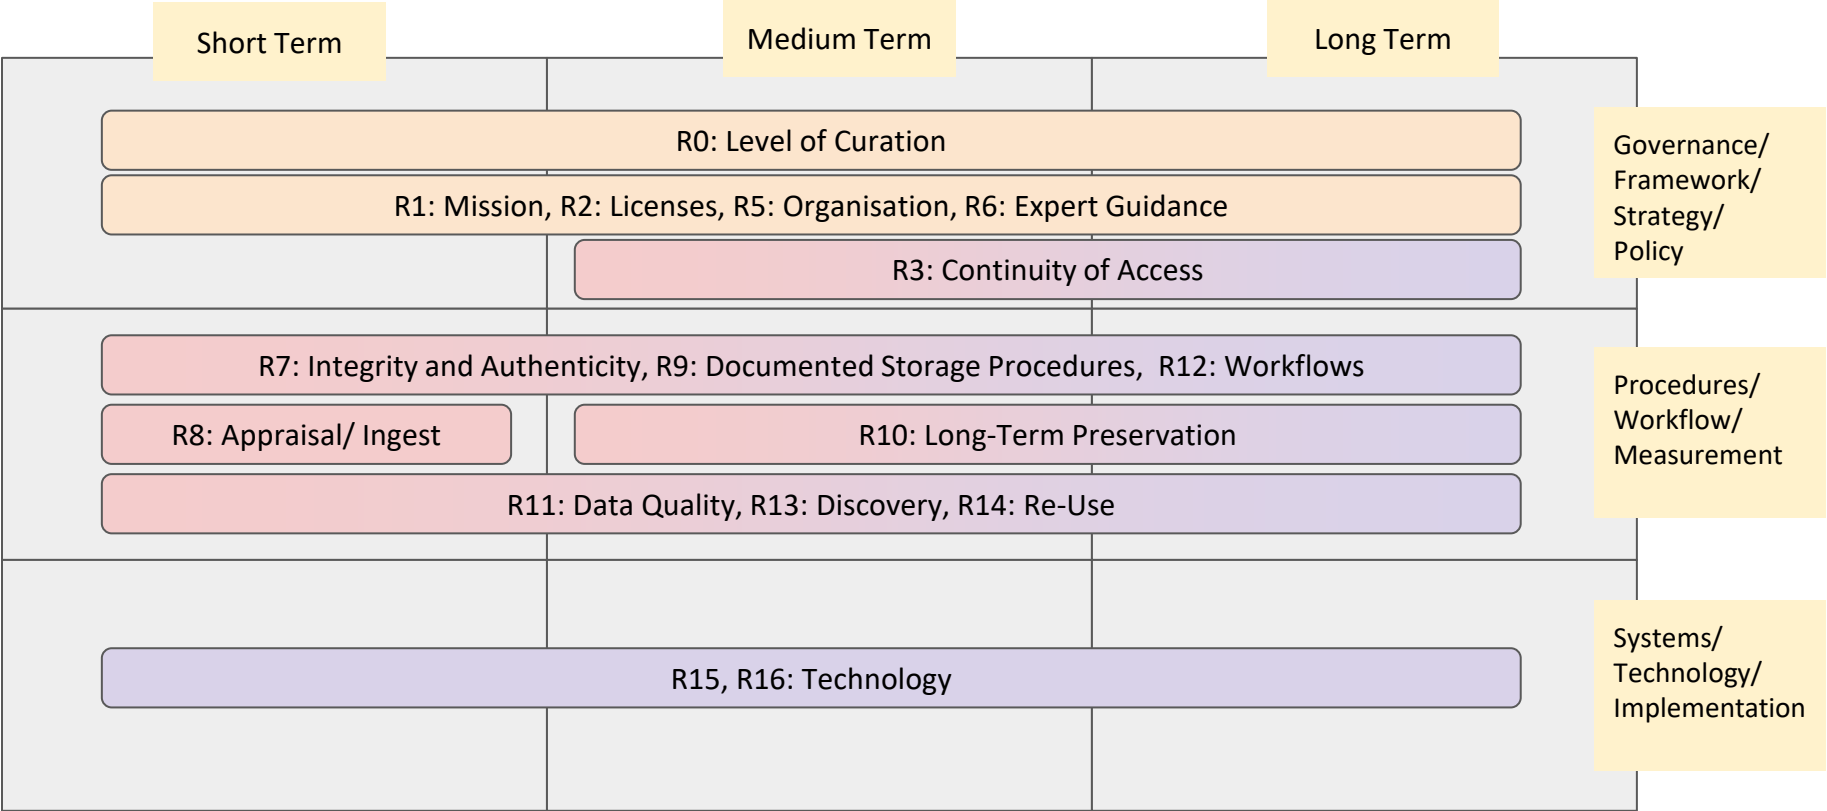 Short Term
Medium Term
Long Term
R0: Level of Curation
R1: Mission, R2: Licenses, R5: Organisation, R6: Expert Guidance
R3: Continuity of Access
Governance/
Framework/
Strategy/
Policy
R7: Integrity and Authenticity, R9: Documented Storage Procedures, R12: Workflows
R8: Appraisal/ Ingest
R10: Long-Term Preservation
R11: Data Quality, R13: Discovery, R14: Re-Use
Procedures/
Workflow/
Measurement
R15, R16: Technology
Systems/
Technology/
Implementation